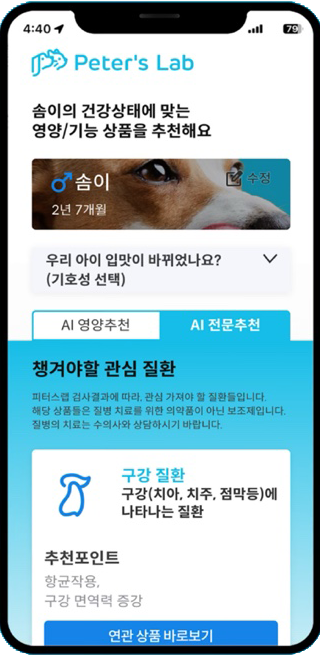 4:40
79
Peter's Lab
솜이의 건강상태에 맞는
영양/기능 상품을 추천해요
솜이
수정
2년 7개월
우리 아이 입맛이 바뀌었나요?
(기호성 선택)
AI 영양추천
AI 전문추천
챙겨야할 관심 질환
피터스랩 검사결과에 따라, 관심 가져야 할 질환들입니다.
해당 상품들은 질병 치료를 위한 의약품이 아닌 보조제입니다.
질병의 치료는 수의사와 상담하시기 바랍니다.
구강 질환
구강(치아, 치주, 점막등)에
나타나는 질환
추천포인트
항균작용,
구강 면역력 증강
연관 상품 바로보기